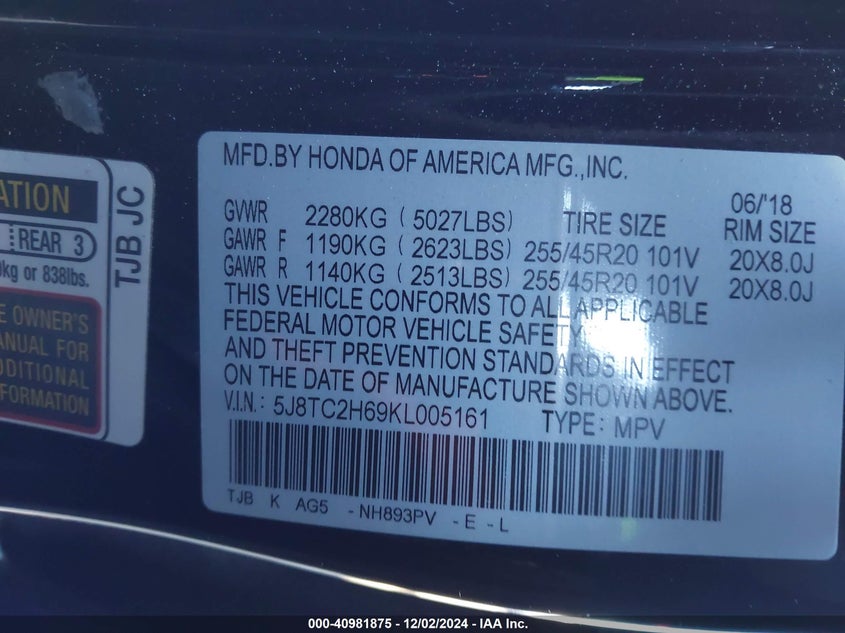 ATION
REAR 3
kg or 838lbs.
E OWNER'S
ANUAL FOR
DDITIONAL
FORMATION
TJB JC
MFD.BY HONDA OF AMERICA MFG.,INC.
06/'18
GVWR 2280KG ( 5027LBS) TIRE SIZE RIM SIZE
GAWR F 1190KG ( 2623LBS) 255/45R20 101V 20X8.0J
GAWR R 1140KG ( 2513LBS) 255/45R20 101V 20X8.0J
THIS VEHICLE CONFORMS TO ALL APPLICABLE
FEDERAL MOTOR VEHICLE SAFETY
AND THEFT PREVENTION STANDARDS IN EFFECT
ON THE DATE OF MANUFACTURE SHOWN ABOVE.
V.I.N: 5J8TC2H69KL005161 TYPE: MPV
TJB K AG5 -NH893PV -E -L
000-40981875 - 12/02/2024 - IAA Inc.